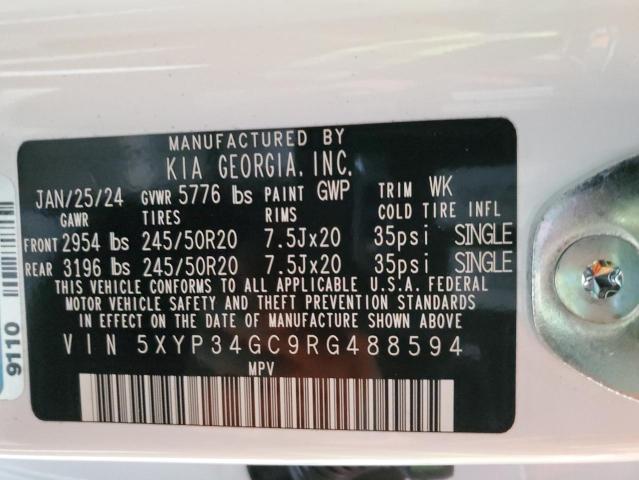 MANUFACTURED BY
KIA GEORGIA, INC.
JAN/25/24 GVWR 5776 lbs PAINT GWP TRIM WK
GAWR TIRES RIMS COLD TIRE INFL
FRONT 2954 lbs 245/50R20 7.5Jx20 35psi SINGLE
REAR 3196 lbs 245/50R20 7.5Jx20 35psi SINGLE
THIS VEHICLE CONFORMS TO ALL APPLICABLE U.S.A. FEDERAL
MOTOR VEHICLE SAFETY AND THEFT PREVENTION STANDARDS
IN EFFECT ON THE DATE OF MANUFACTURE SHOWN ABOVE
VIN 5XYP34GC9RG488594
MPV
9110